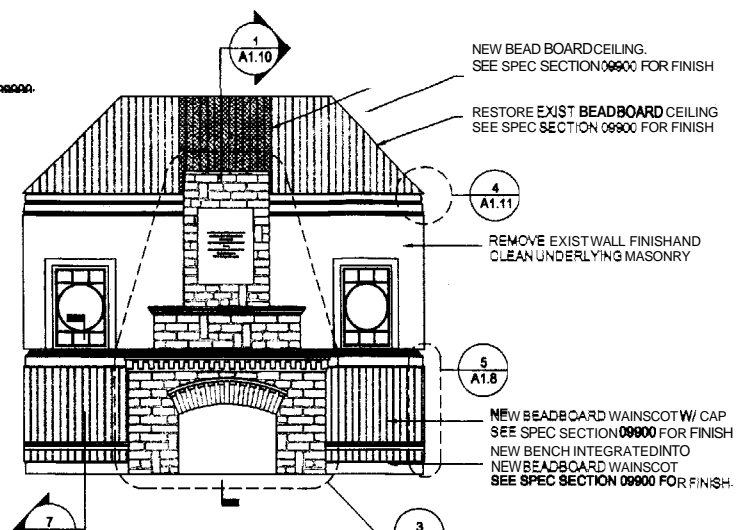 1
A1.10
NEW BEAD BOARD CEILING.
SEE SPEC SECTION 09900 FOR FINISH
09900.
RESTORE EXIST BEADBOARD CEILING
SEE SPEC SECTION 09900 FOR FINISH
4
A1.11
REMOVE EXIST WALL FINISH AND
CLEAN UNDERLYING MASONRY
5
A1.8
NEW BEADBOARD WAINSCOT W/ CAP
SEE SPEC SECTION 09900 FOR FINISH
NEW BENCH INTEGRATED INTO
NEW BEADBOARD WAINSCOT
SEE SPEC SECTION 09900 FOR FINISH.
7
3